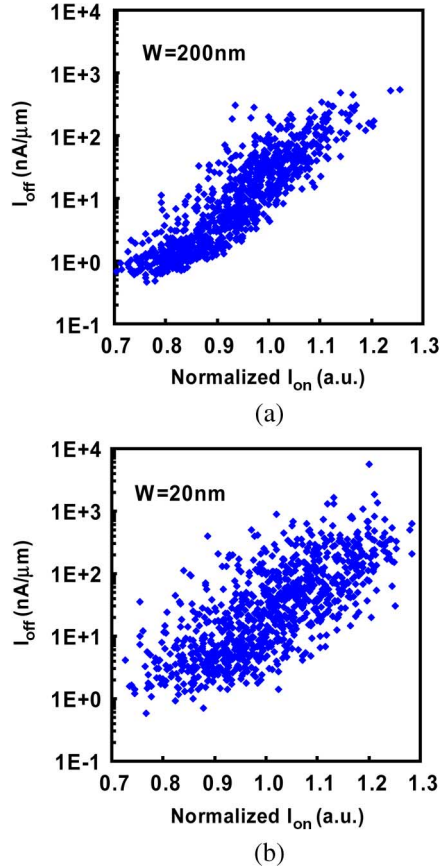 1E+4
1E+3
1E+2
1E+1
1E+0
1E-1
I_off (nA/μm)
W=200nm
0.7 0.8 0.9 1.0 1.1 1.2 1.3
Normalized I_on (a.u.)
(a)
1E+4
1E+3
1E+2
1E+1
1E+0
1E-1
I_off (nA/μm)
W=20nm
0.7 0.8 0.9 1.0 1.1 1.2 1.3
Normalized I_on (a.u.)
(b)